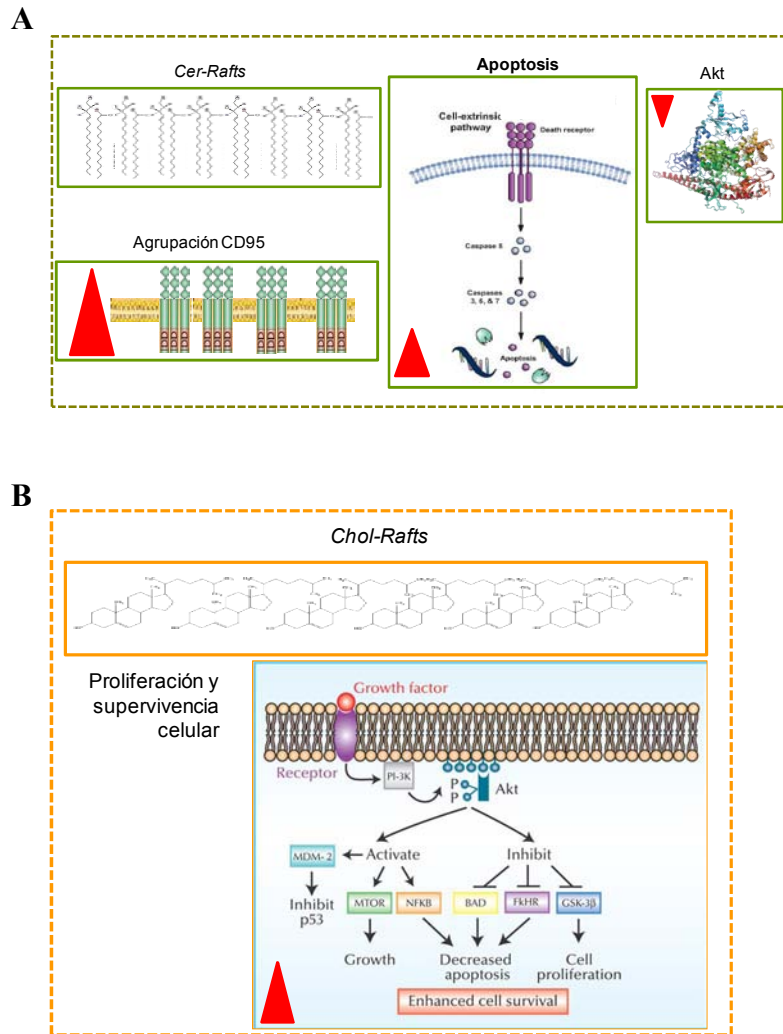 A
Cer-Rafts
Agrupación CD95
Apoptosis
Cell-extrinsic
pathway
Death receptor
Caspase 8
Caspases
3, 6, & 7
Apoptosis
Akt
B
Chol-Rafts
Proliferación y
supervivencia
celular
Growth factor
Receptor
PI-3K
P
P
Akt
Activate
Inhibit
MDM-2
Inhibit
p53
MTOR
NFKB
BAD
FkHR
GSK-3β
Growth
Decreased
apoptosis
Cell
proliferation
Enhanced cell survival